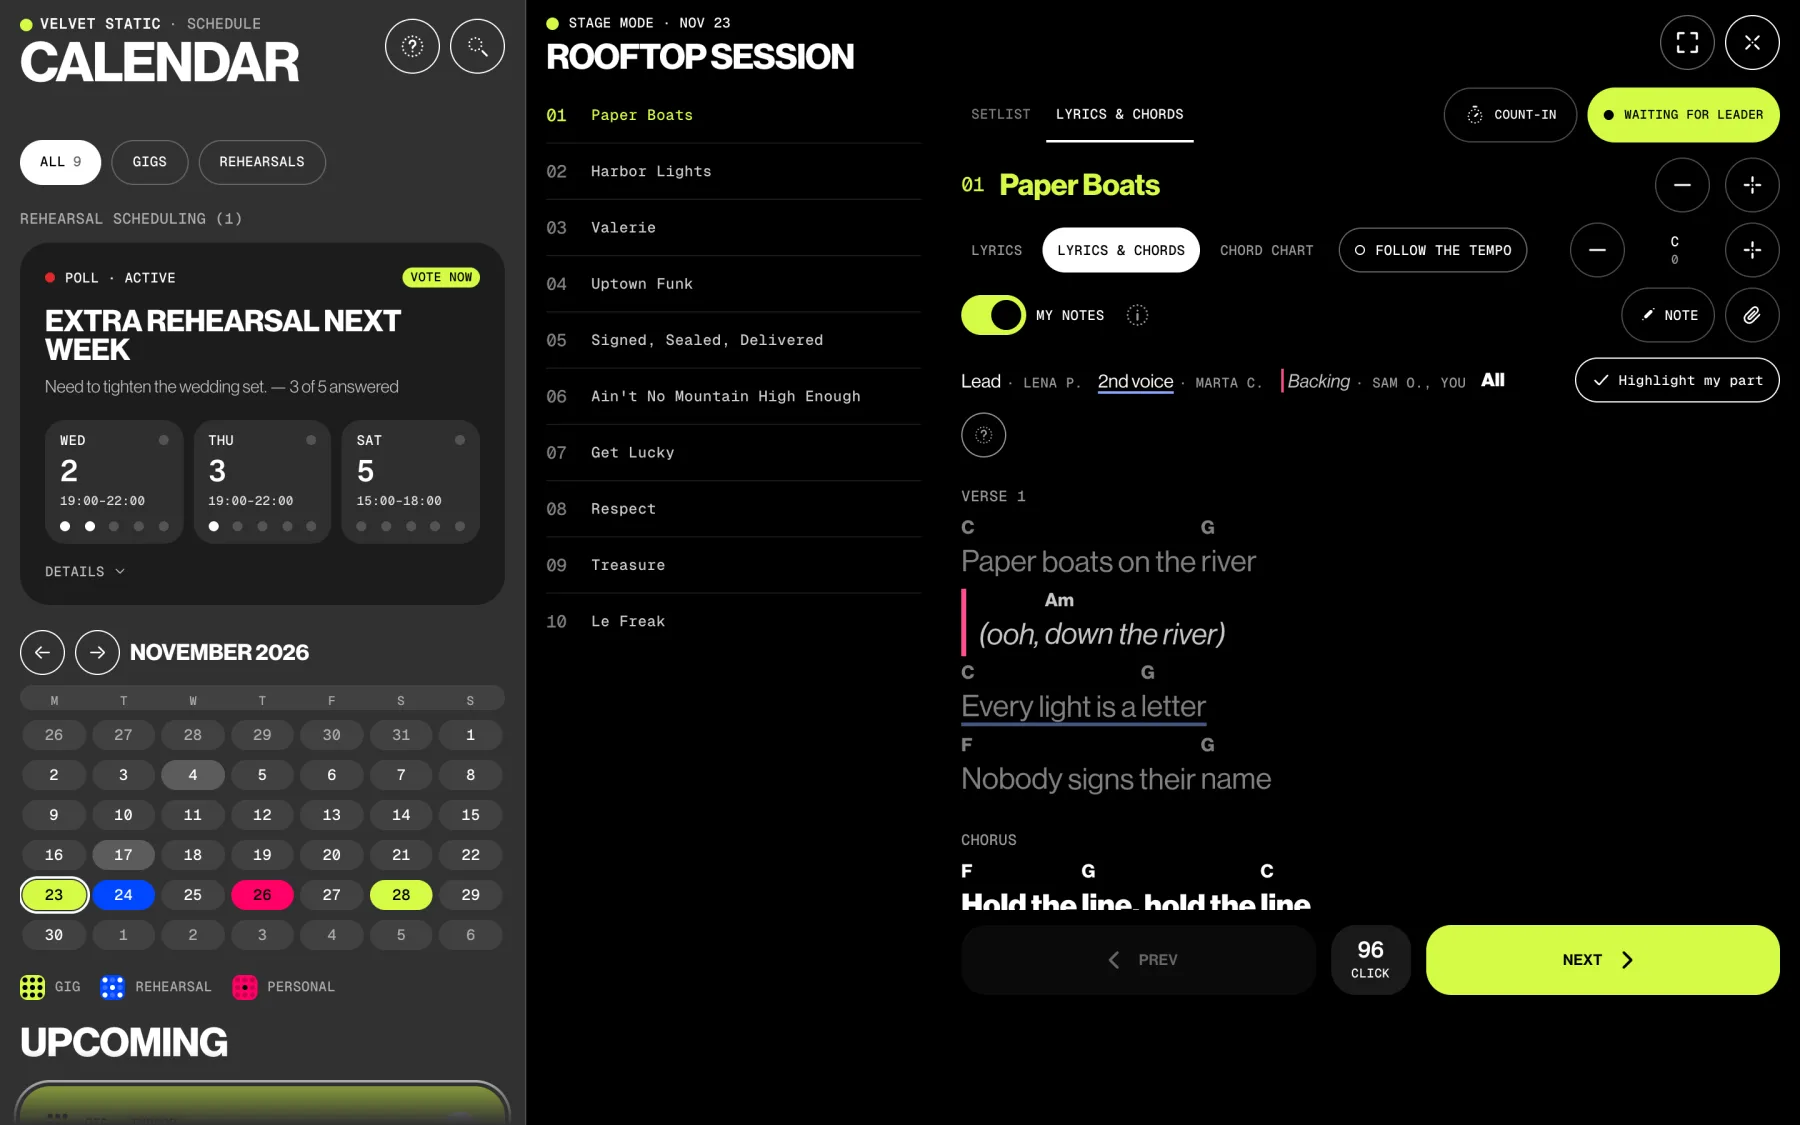 VELVET STATIC · SCHEDULE
CALENDAR
ALL 9
GIGS
REHEARSALS
REHEARSAL SCHEDULING (1)
POLL · ACTIVE
VOTE NOW
EXTRA REHEARSAL NEXT
WEEK
Need to tighten the wedding set. — 3 of 5 answered
WED
2
19:00–22:00
THU
3
19:00–22:00
SAT
5
15:00–18:00
DETAILS
NOVEMBER 2026
M T W T F S S
26 27 28 29 30 31 1
2 3 4 5 6 7 8
9 10 11 12 13 14 15
16 17 18 19 20 21 22
23 24 25 26 27 28 29
30 1 2 3 4 5 6
GIG
REHEARSAL
PERSONAL
UPCOMING
STAGE MODE · NOV 23
ROOFTOP SESSION
01 Paper Boats
02 Harbor Lights
03 Valerie
04 Uptown Funk
05 Signed, Sealed, Delivered
06 Ain't No Mountain High Enough
07 Get Lucky
08 Respect
09 Treasure
10 Le Freak
SETLIST
LYRICS & CHORDS
COUNT-IN
WAITING FOR LEADER
01 Paper Boats
LYRICS
LYRICS & CHORDS
CHORD CHART
FOLLOW THE TEMPO
C
0
MY NOTES
NOTE
Lead · LENA P. 2nd voice · MARTA C. Backing · SAM O., YOU All
Highlight my part
VERSE 1
C G
Paper boats on the river
Am
(ooh, down the river)
C G
Every light is a letter
F G
Nobody signs their name
CHORUS
F G C
Hold the line, hold the line
PREV
96
CLICK
NEXT